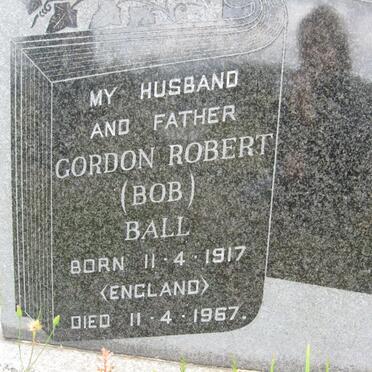 MY HUSBAND
AND FATHER
GORDON ROBERT
(BOB)
BALL
BORN 11·4·1917
<ENGLAND>
DIED 11·4·1967.